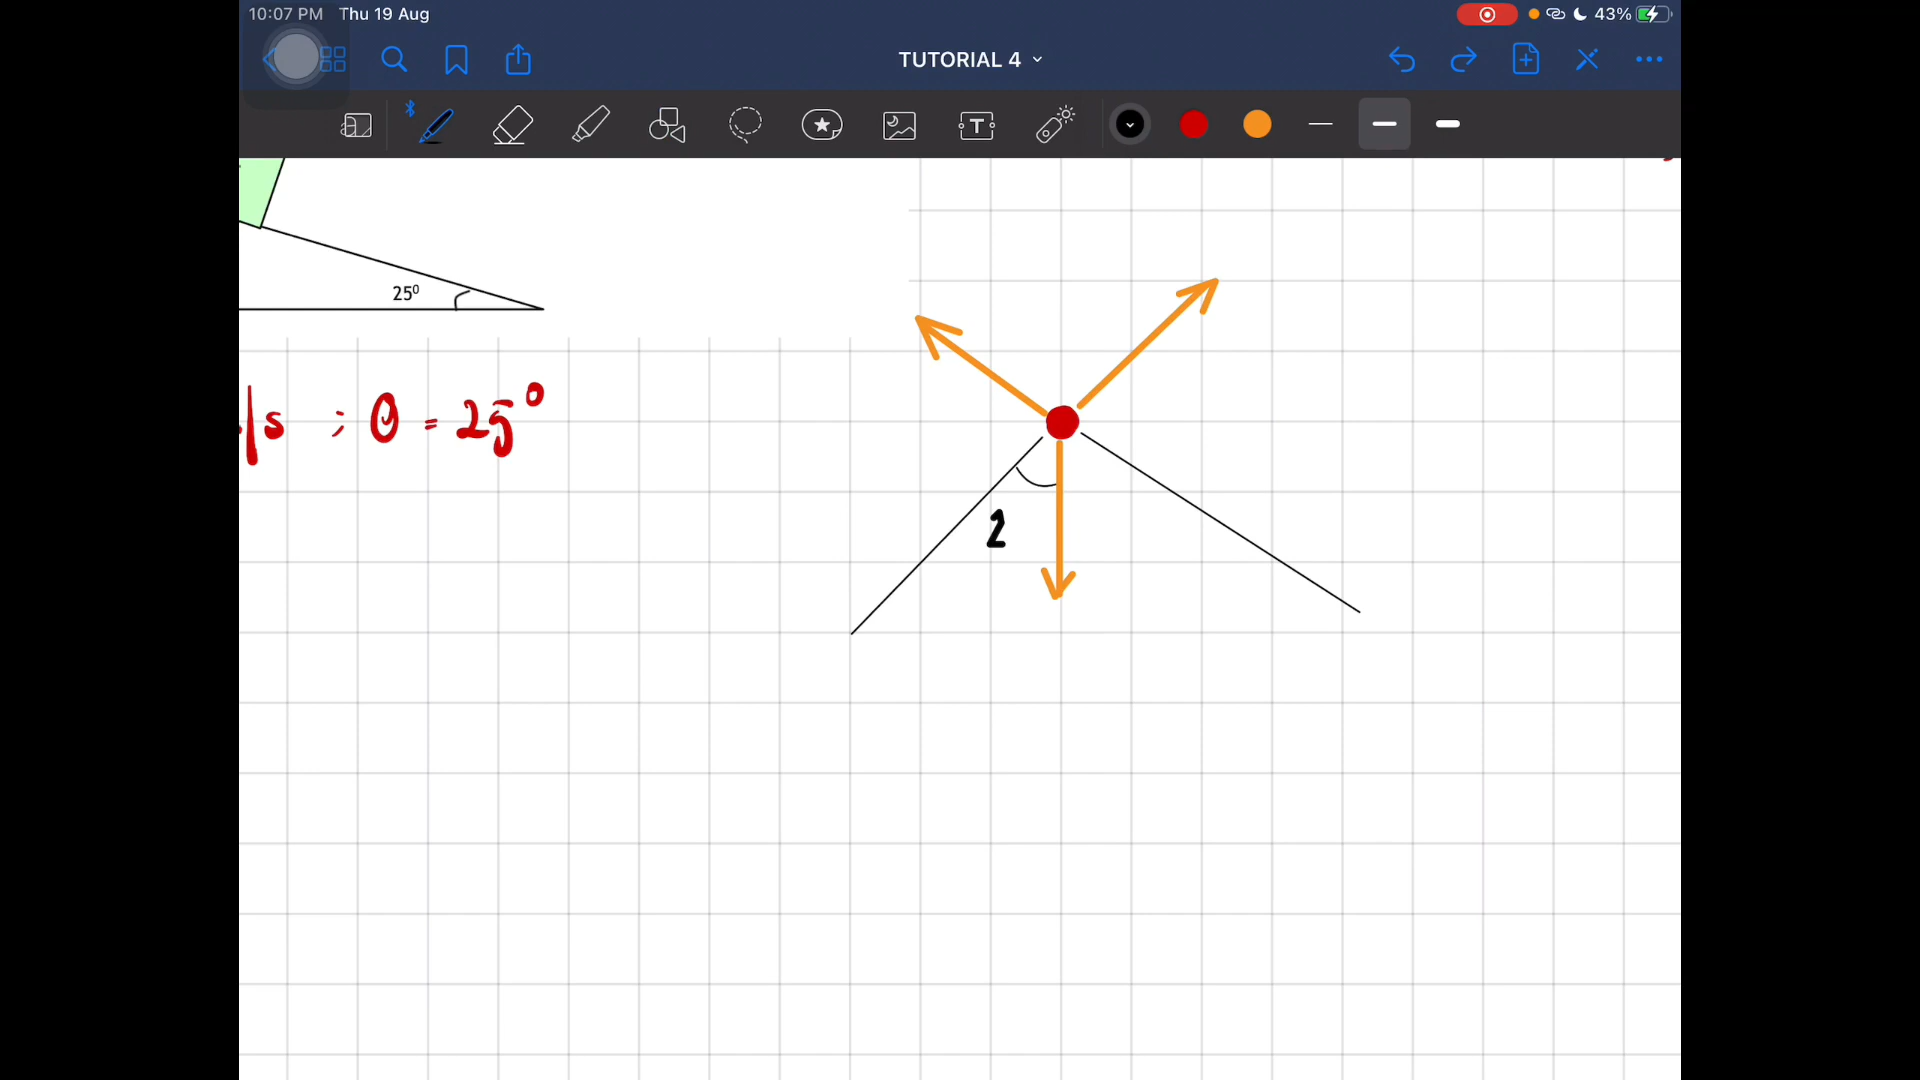 10:07 PM Thu 19 Aug
43%
TUTORIAL 4
T
25⁰
/s ; θ = 25°
2